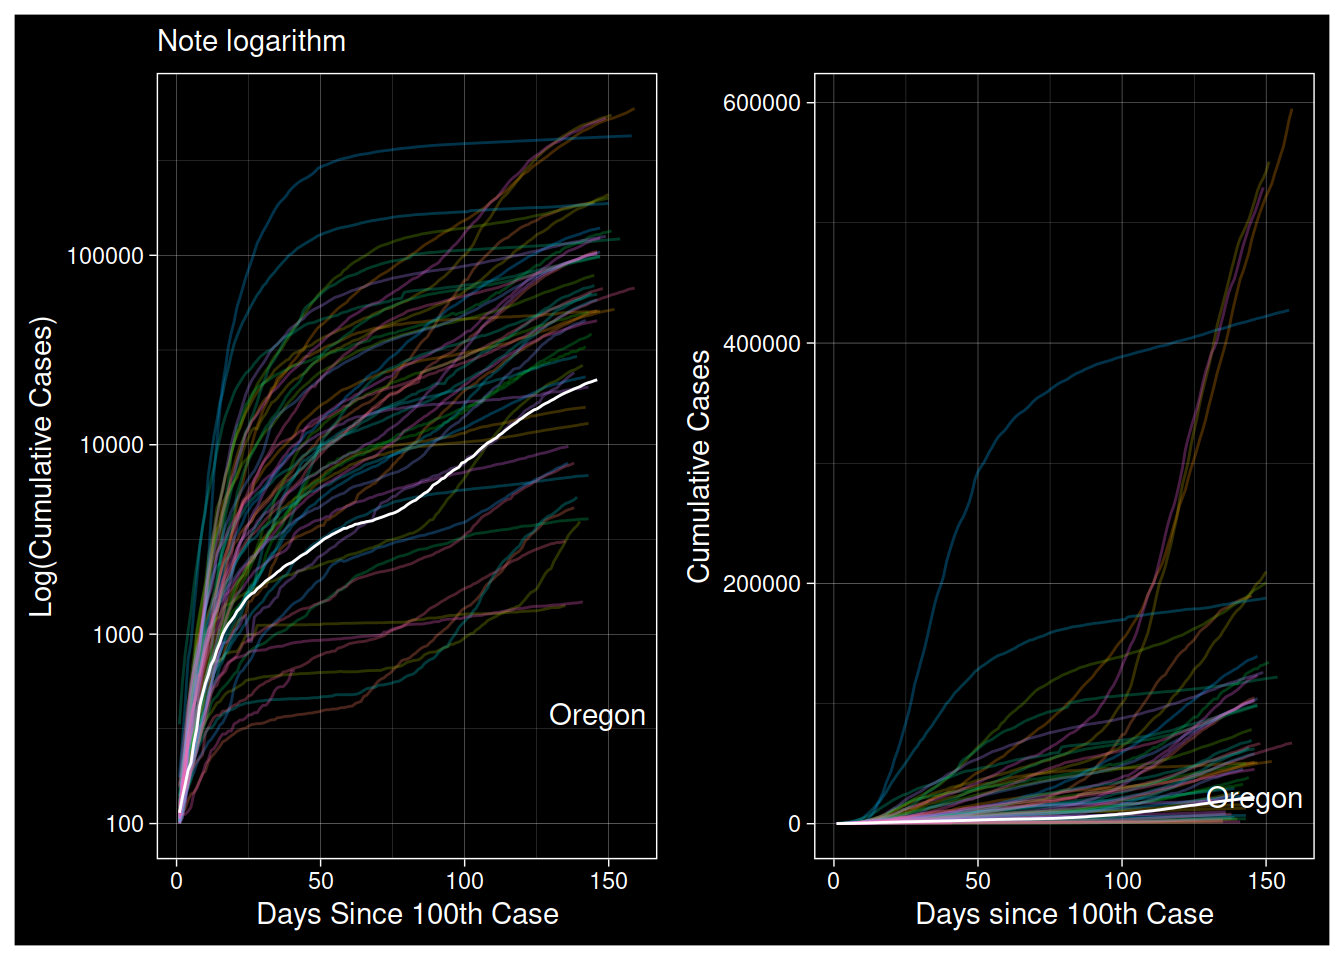 Note logarithm
Log(Cumulative Cases)
100000
10000
1000
100
Oregon
0 50 100 150
Days Since 100th Case
Cumulative Cases
600000
400000
200000
0
Oregon
0 50 100 150
Days since 100th Case